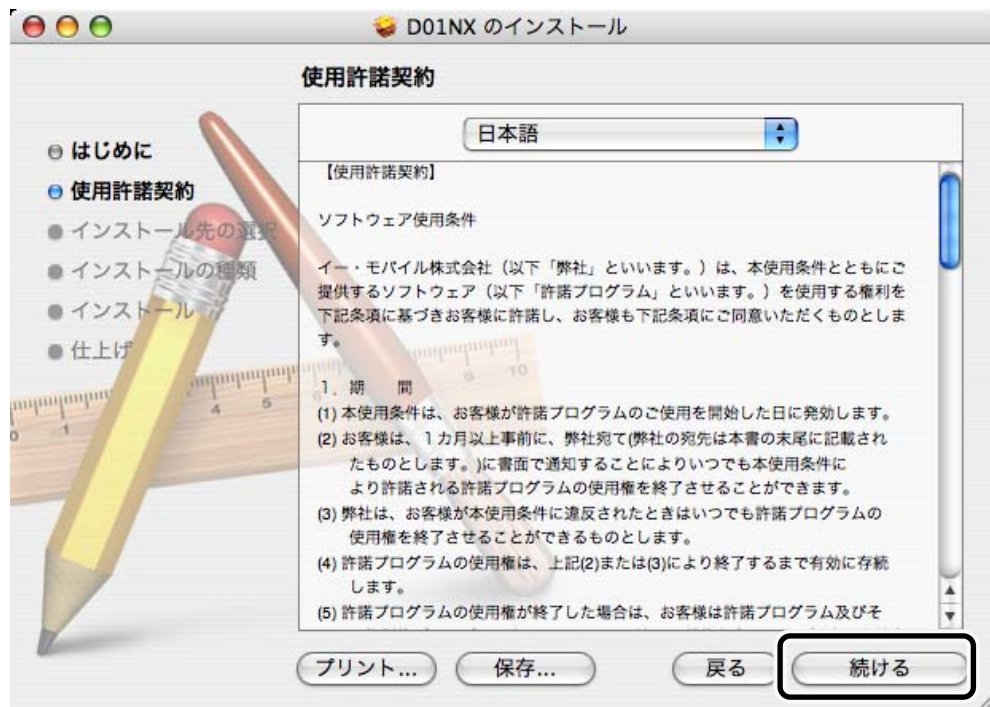 D01NX のインストール
使用許諾契約
はじめに
使用許諾契約
インストール先の選択
インストールの種類
インストール
仕上げ
日本語
【使用許諾契約】
ソフトウェア使用条件
イー・モバイル株式会社（以下「弊社」といいます。）は、本使用条件とともにご
提供するソフトウェア（以下「許諾プログラム」といいます。）を使用する権利を
下記条項に基づきお客様に許諾し、お客様も下記条項にご同意いただくものとしま
す。
1．期　間
(1) 本使用条件は、お客様が許諾プログラムのご使用を開始した日に発効します。
(2) お客様は、１カ月以上事前に、弊社宛て(弊社の宛先は本書の末尾に記載され
たものとします。)に書面で通知することによりいつでも本使用条件に
より許諾される許諾プログラムの使用権を終了させることができます。
(3) 弊社は、お客様が本使用条件に違反されたときはいつでも許諾プログラムの
使用権を終了させることができるものとします。
(4) 許諾プログラムの使用権は、上記(2)または(3)により終了するまで有効に存続
します。
(5) 許諾プログラムの使用権が終了した場合は、お客様は許諾プログラム及びそ
プリント... 保存... 戻る 続ける